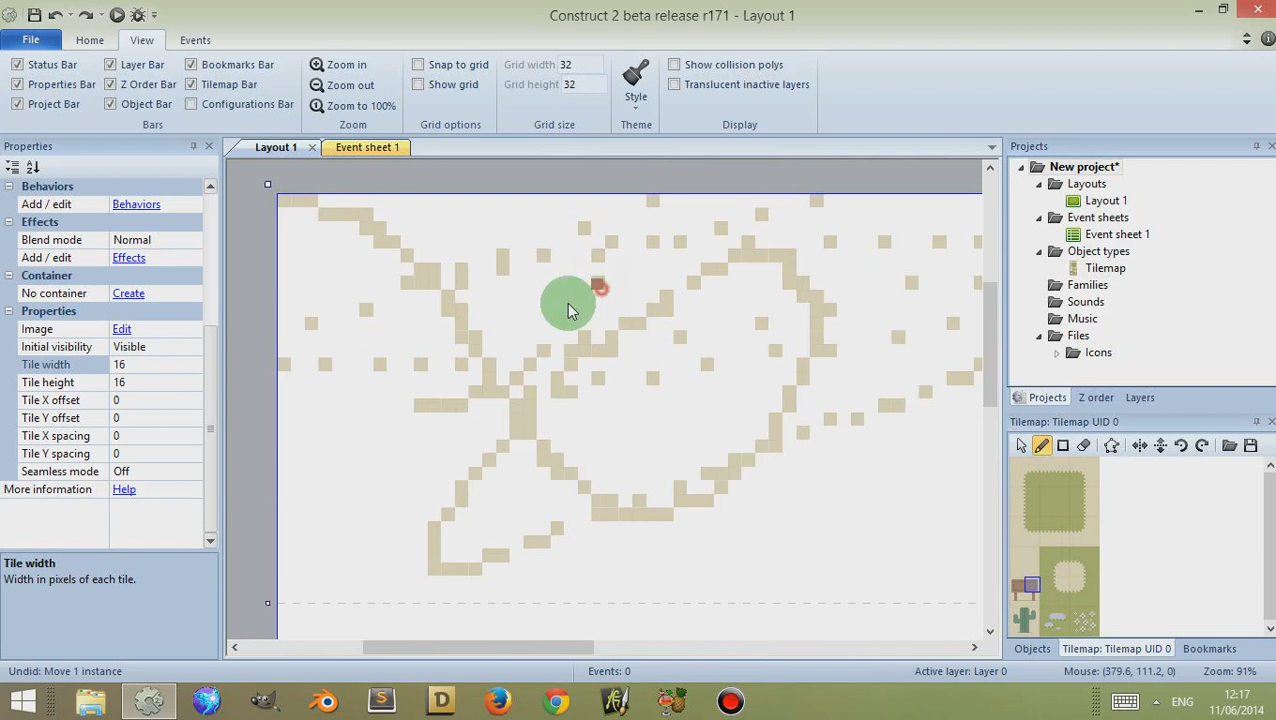 Construct 2 beta release r171 - Layout 1
File Home View Events
Status Bar Layer Bar Bookmarks Bar Zoom in Snap to grid Grid width 32 Show collision polys
Properties Bar Z Order Bar Tilemap Bar Zoom out Show grid Grid height 32 Translucent inactive layers
Project Bar Object Bar Configurations Bar Zoom to 100% Style
Bars Zoom Grid options Grid size Theme Display
Properties
Behaviors
Add / edit Behaviors
Effects
Blend mode Normal
Add / edit Effects
Container
No container Create
Properties
Image Edit
Initial visibility Visible
Tile width 16
Tile height 16
Tile X offset 0
Tile Y offset 0
Tile X spacing 0
Tile Y spacing 0
Seamless mode Off
More information Help
Tile width
Width in pixels of each tile.
Layout 1 Event sheet 1
Projects
New project*
Layouts
Layout 1
Event sheets
Event sheet 1
Object types
Tilemap
Families
Sounds
Music
Files
Icons
Projects Z order Layers
Tilemap: Tilemap UID 0
Objects Tilemap: Tilemap UID 0 Bookmarks
Undid: Move 1 instance Events: 0 Active layer: Layer 0 Mouse: (379.6, 111.2, 0) Zoom: 91%
ENG
12:17
11/06/2014